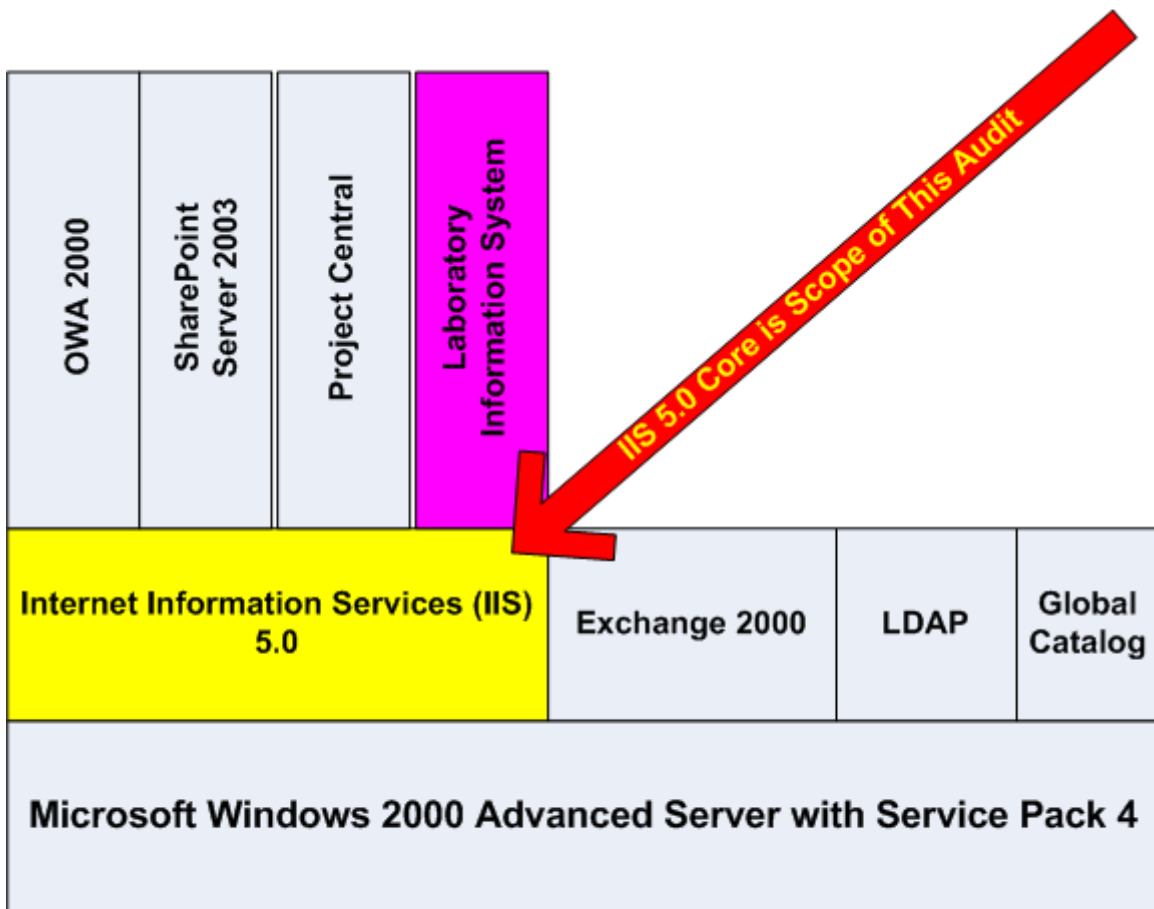 OWA 2000
SharePoint
Server 2003
Project Central
Laboratory
Information System
IIS 5.0 Core is Scope of This Audit
Internet Information Services (IIS)
5.0
Exchange 2000
LDAP
Global
Catalog
Microsoft Windows 2000 Advanced Server with Service Pack 4